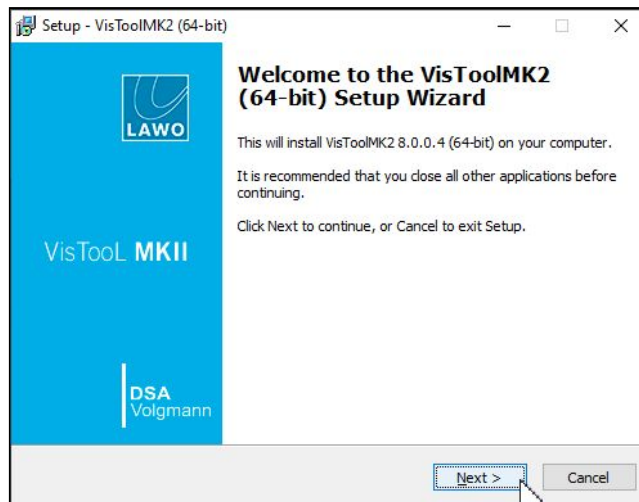 Setup - VisToolMK2 (64-bit)
LAWO
VisTooL MKII
DSA
Volgmann
Welcome to the VisToolMK2
(64-bit) Setup Wizard
This will install VisToolMK2 8.0.0.4 (64-bit) on your computer.
It is recommended that you close all other applications before
continuing.
Click Next to continue, or Cancel to exit Setup.
Next >
Cancel